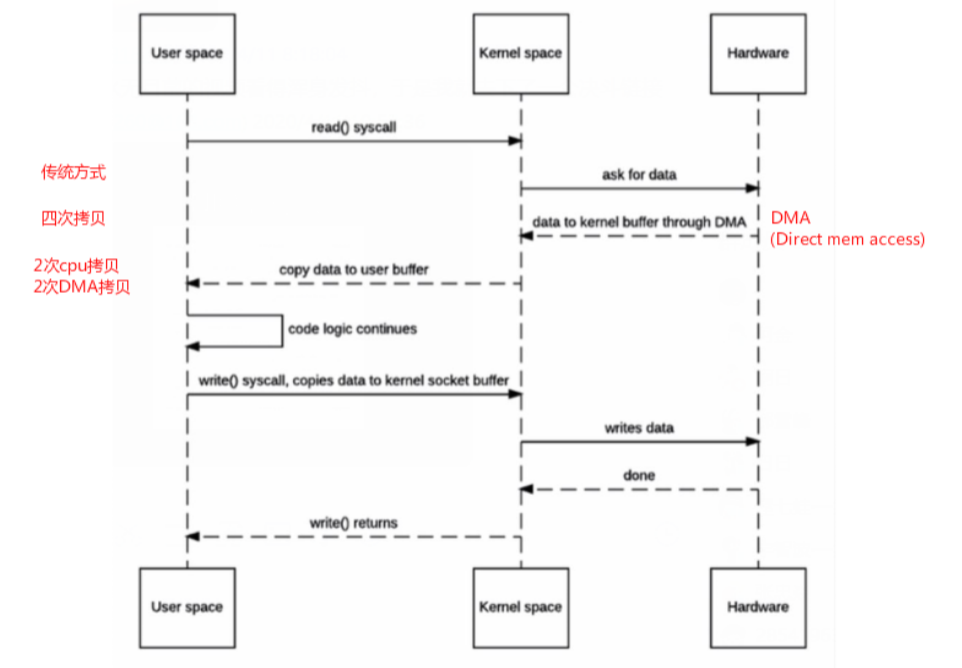 User space
Kernel space
Hardware
read() syscall
传统方式
ask for data
四次拷贝
data to kernel buffer through DMA
DMA
(Direct mem access)
2次cpu拷贝
2次DMA拷贝
copy data to user buffer
code logic continues
write() syscall, copies data to kernel socket buffer
writes data
done
write() returns
User space
Kernel space
Hardware